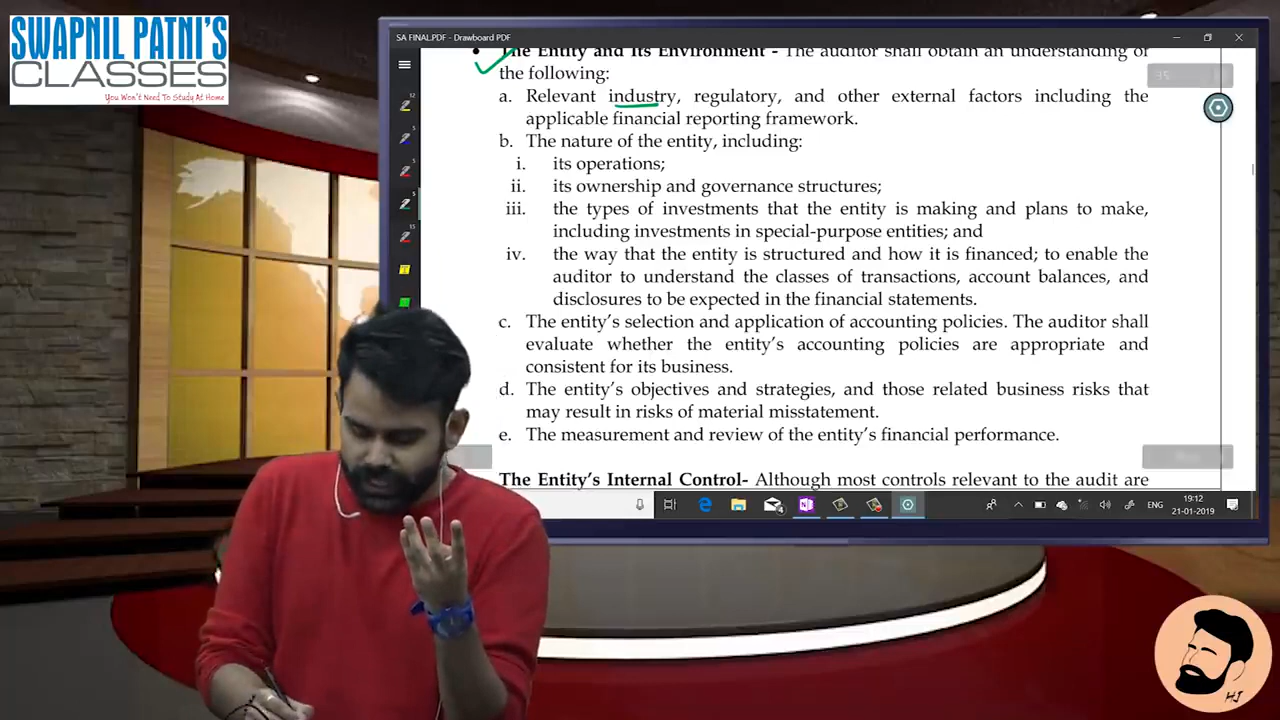 SWAPNIL PATNI'S
CLASSES
You Won't Need To Study At Home
SA FINAL.PDF - Drawboard PDF
• The Entity and Its Environment - The auditor shall obtain an understanding of
the following:
a. Relevant industry, regulatory, and other external factors including the
applicable financial reporting framework.
b. The nature of the entity, including:
i. its operations;
ii. its ownership and governance structures;
iii. the types of investments that the entity is making and plans to make,
including investments in special-purpose entities; and
iv. the way that the entity is structured and how it is financed; to enable the
auditor to understand the classes of transactions, account balances, and
disclosures to be expected in the financial statements.
c. The entity's selection and application of accounting policies. The auditor shall
evaluate whether the entity's accounting policies are appropriate and
consistent for its business.
d. The entity's objectives and strategies, and those related business risks that
may result in risks of material misstatement.
e. The measurement and review of the entity's financial performance.
The Entity's Internal Control- Although most controls relevant to the audit are
ENG
19:12
21-01-2019
HJ